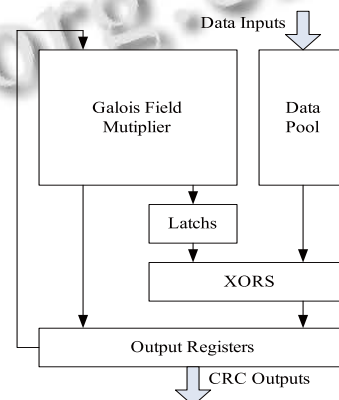 Data Inputs
Galois Field
Mutiplier
Data
Pool
Latchs
XORS
Output Registers
CRC Outputs